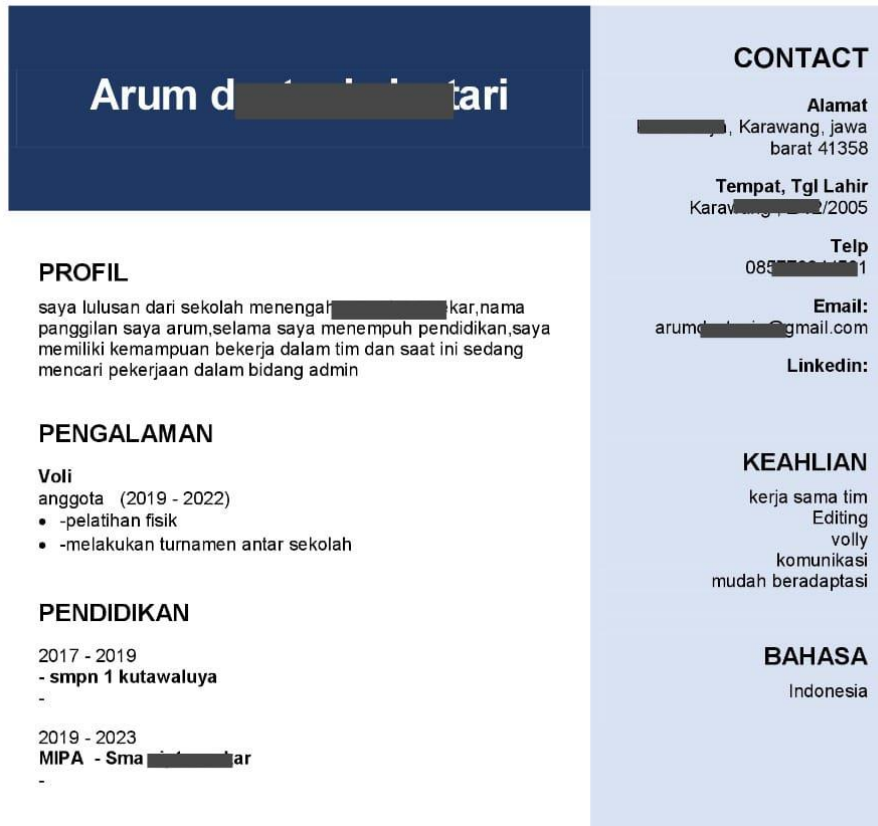 Arum d tari
PROFIL
saya lulusan dari sekolah menengah kar,nama
panggilan saya arum,selama saya menempuh pendidikan,saya
memiliki kemampuan bekerja dalam tim dan saat ini sedang
mencari pekerjaan dalam bidang admin
PENGALAMAN
Voli
anggota (2019 - 2022)
• -pelatihan fisik
• -melakukan turnamen antar sekolah
PENDIDIKAN
2017 - 2019
- smpn 1 kutawaluya
-
2019 - 2023
MIPA - Sma ar
-
CONTACT
Alamat
, Karawang, jawa
barat 41358
Tempat, Tgl Lahir
/2005
Telp
Email:
gmail.com
Linkedin:
KEAHLIAN
kerja sama tim
Editing
volly
komunikasi
mudah beradaptasi
BAHASA
Indonesia